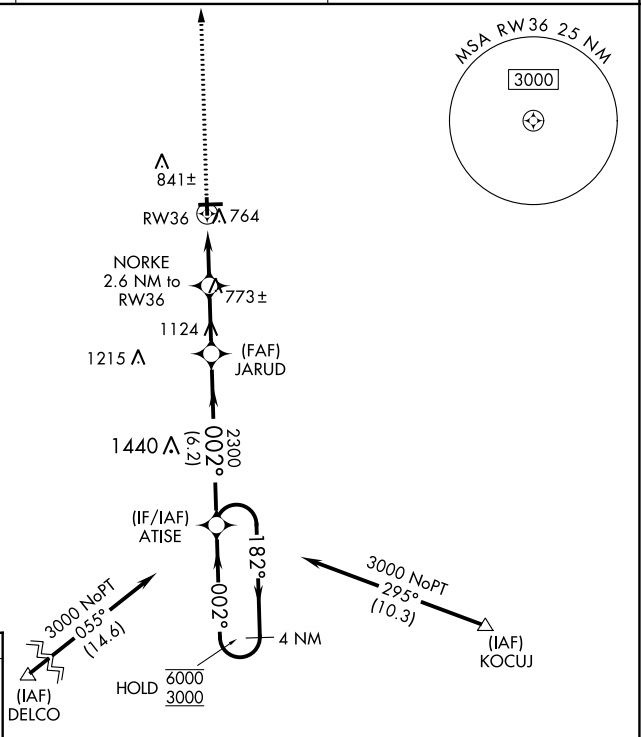 MSA RW36 25 NM
3000
841±
RW36
764
NORKE
2.6 NM to
RW36
773±
1124
1215
(FAF)
JARUD
1440
(6.2)
002°
2300
(IF/IAF)
ATISE
182°
002°
4 NM
HOLD
6000
3000
3000 NoPT
055°
(14.6)
(IAF)
DELCO
3000 NoPT
295°
(10.3)
(IAF)
KOCUJ